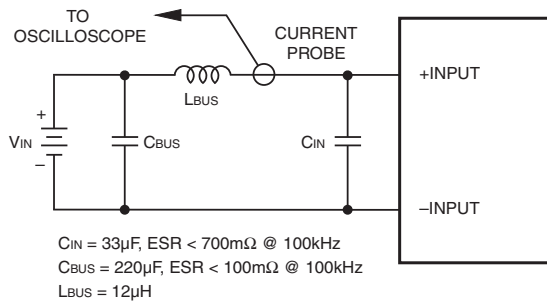 TO
OSCILLOSCOPE
CURRENT
PROBE
+INPUT
LBUS
+
VIN
–
CBUS
CIN
–INPUT
CIN = 33µF, ESR < 700mΩ @ 100kHz
CBUS = 220µF, ESR < 100mΩ @ 100kHz
LBUS = 12µH